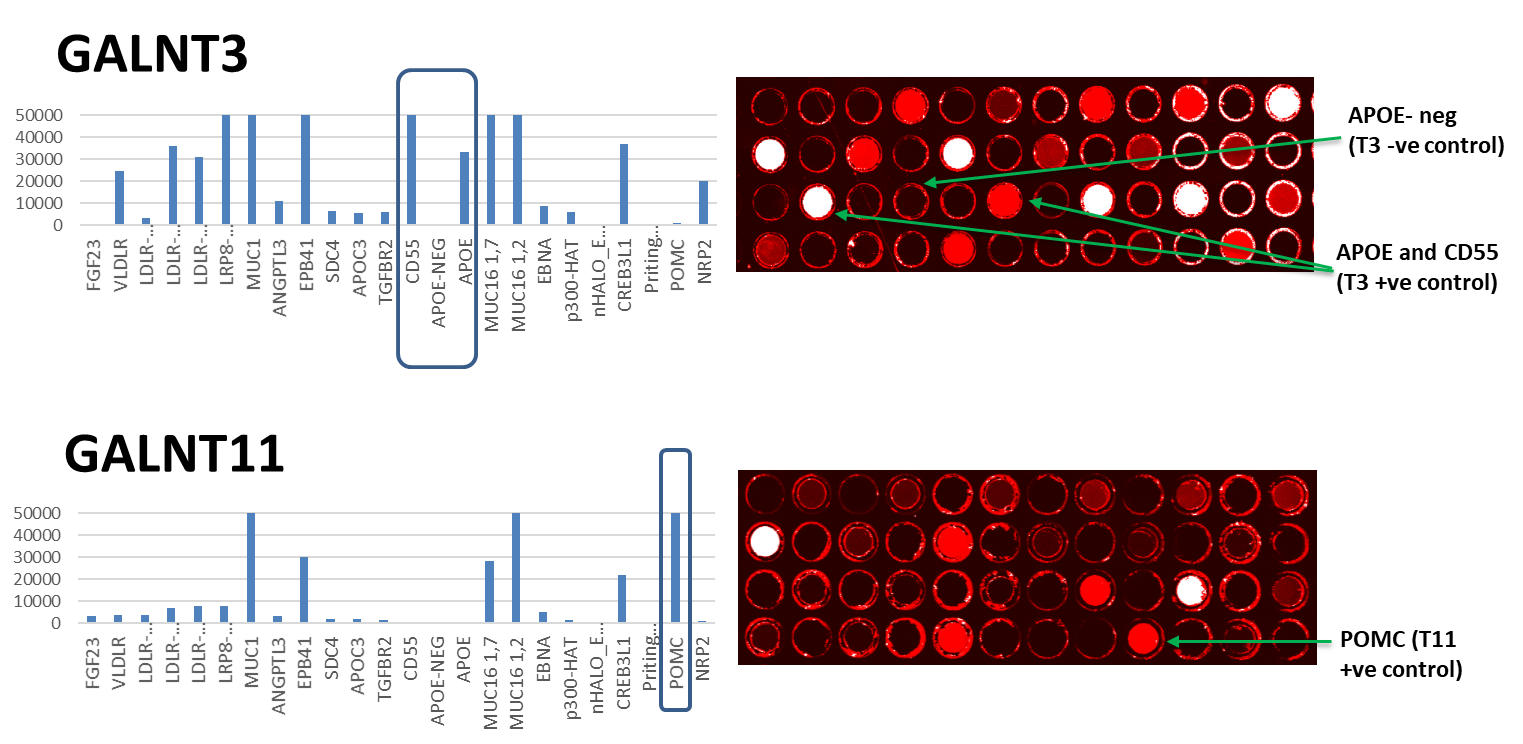 GALNT3
50000
40000
30000
20000
10000
0
FGF23
VLDLR
LDLR-…
LDLR-…
LDLR-…
LRP8-…
MUC1
ANGPTL3
EPB41
SDC4
APOC3
TGFBR2
CD55
APOE-NEG
APOE
MUC16 1,7
MUC16 1,2
EBNA
p300-HAT
nHALO_E…
CREB3L1
Priting…
POMC
NRP2
APOE- neg
(T3 -ve control)
APOE and CD55
(T3 +ve control)
GALNT11
50000
40000
30000
20000
10000
0
FGF23
VLDLR
LDLR-…
LDLR-…
LDLR-…
LRP8-…
MUC1
ANGPTL3
EPB41
SDC4
APOC3
TGFBR2
CD55
APOE-NEG
APOE
MUC16 1,7
MUC16 1,2
EBNA
p300-HAT
nHALO_E…
CREB3L1
Priting…
POMC
NRP2
POMC (T11
+ve control)